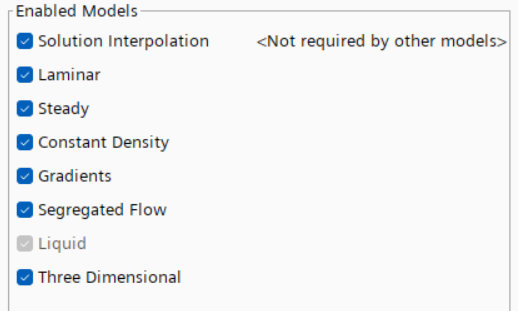 Enabled Models
Solution Interpolation <Not required by other models>
Laminar
Steady
Constant Density
Gradients
Segregated Flow
Liquid
Three Dimensional